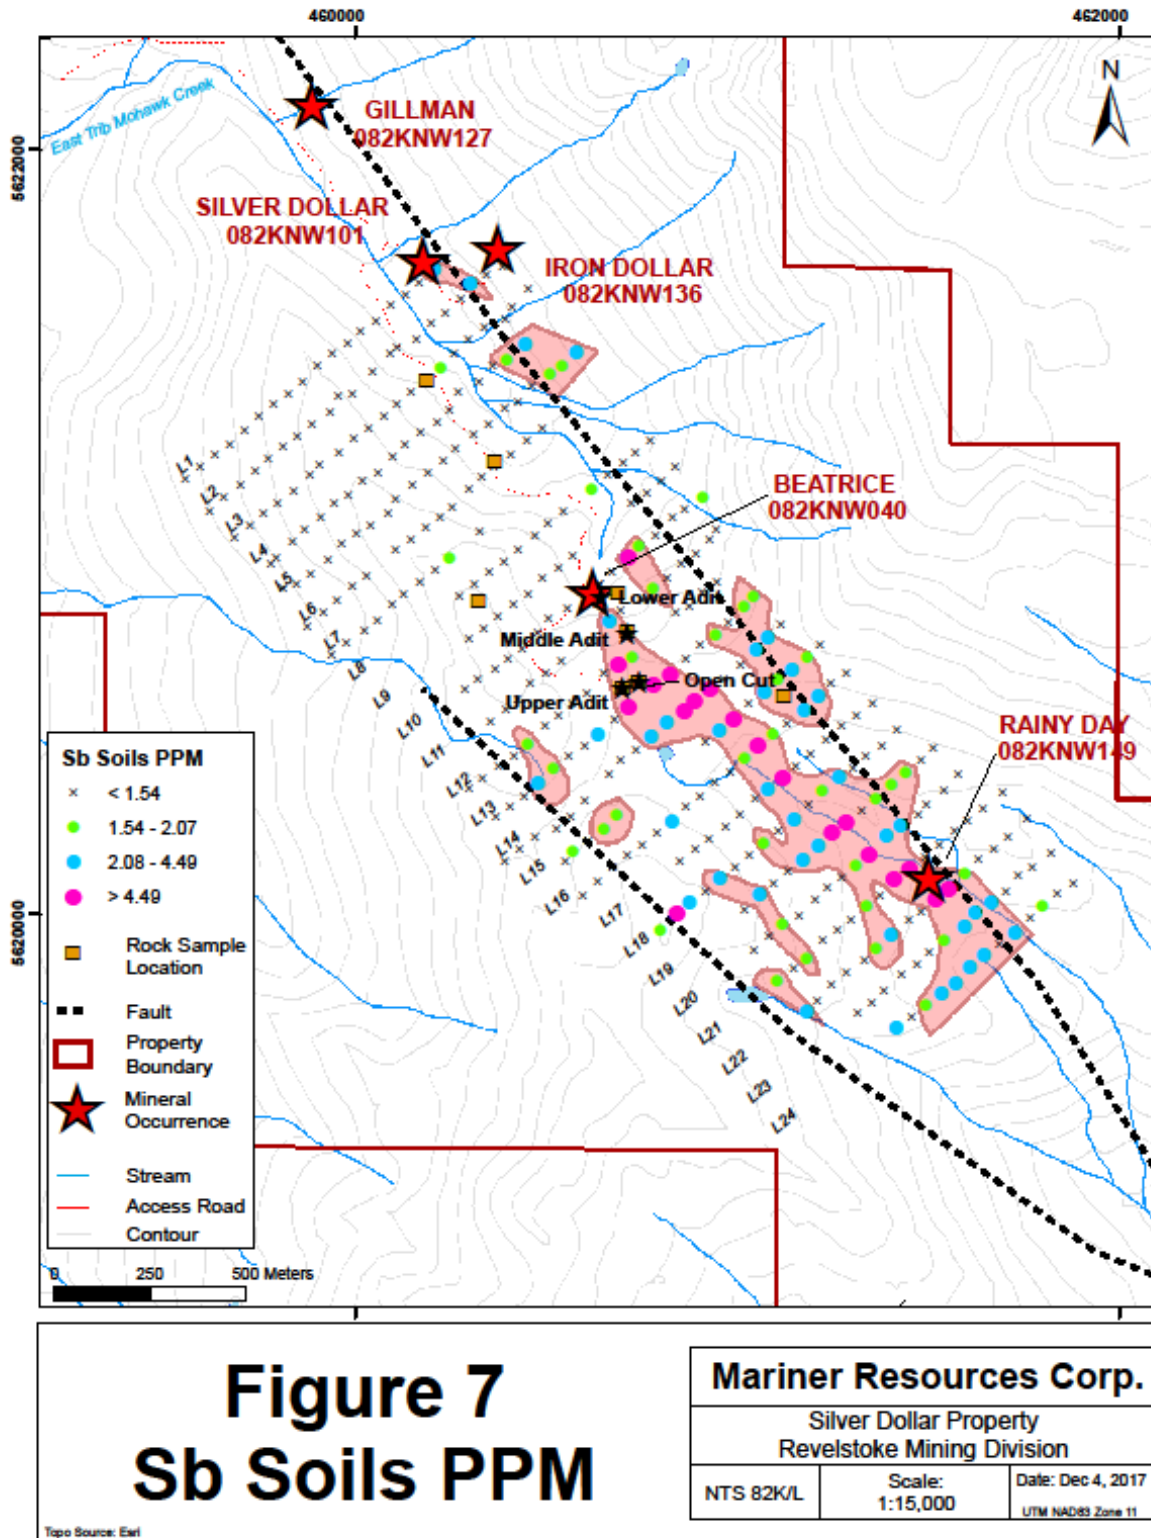 460000
462000
N
East Trip Mohawk Creek
GILLMAN
082KNW127
5622000
SILVER DOLLAR
082KNW101
IRON DOLLAR
082KNW136
L1
L2
L3
L4
L5
L6
L7
L8
L9
L10
L11
L12
L13
L14
L15
L16
L17
L18
L19
L20
L21
L22
L23
L24
BEATRICE
082KNW040
Lower Adit
Middle Adit
Open Cut
Upper Adit
RAINY DAY
082KNW149
5620000
Sb Soils PPM
< 1.54
1.54 - 2.07
2.08 - 4.49
> 4.49
Rock Sample
Location
Fault
Property
Boundary
Mineral
Occurrence
Stream
Access Road
Contour
0 250 500 Meters
Figure 7
Sb Soils PPM
Mariner Resources Corp.
Silver Dollar Property
Revelstoke Mining Division
NTS 82K/L
Scale:
1:15,000
Date: Dec 4, 2017
UTM NAD83 Zone 11
Topo Source: Esri